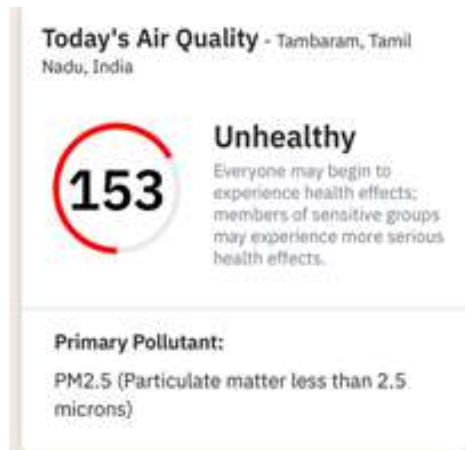 Today's Air Quality - Tambaram, Tamil
Nadu, India
153
Unhealthy
Everyone may begin to
experience health effects;
members of sensitive groups
may experience more serious
health effects.
Primary Pollutant:
PM2.5 (Particulate matter less than 2.5
microns)